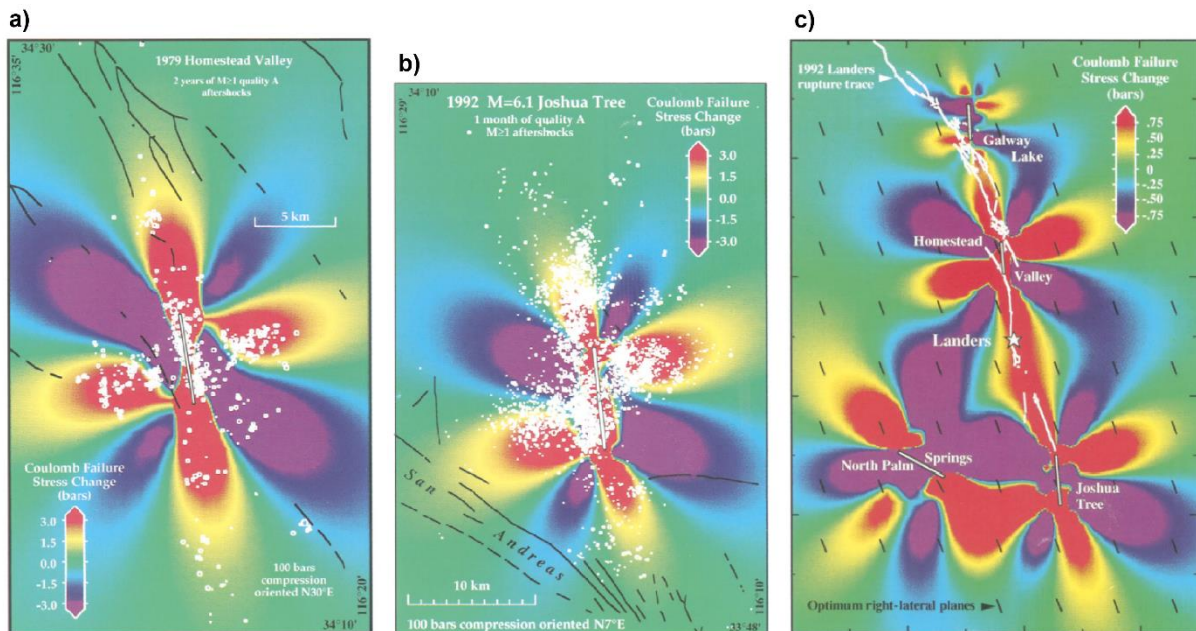 a)
34°30'
116°35'
1979 Homestead Valley
2 years of M>1 quality A
aftershocks
5 km
Coulomb Failure
Stress Change
(bars)
3.0
1.5
0.0
-1.5
-3.0
100 bars
compression
oriented N30°E
116°20'
34°10'
b)
34°10'
116°29'
1992 M=6.1 Joshua Tree
1 month of quality A
M≥1 aftershocks
Coulomb Failure
Stress Change
(bars)
3.0
1.5
0.0
-1.5
-3.0
San Andreas
10 km
100 bars compression oriented N7°E
116°10'
33°48'
c)
1992 Landers
rupture trace
Coulomb Failure
Stress Change
(bars)
.75
.50
.25
0
-.25
-.50
-.75
Galway
Lake
Homestead
Valley
Landers
North Palm
Springs
Joshua
Tree
Optimum right-lateral planes